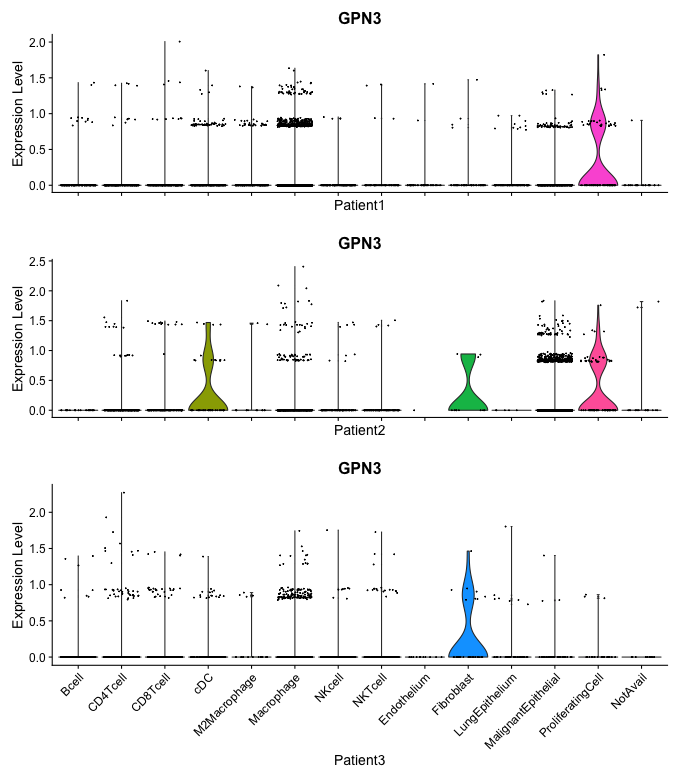 GPN3
Expression Level
2.0
1.5
1.0
0.5
0.0
Patient1
GPN3
Expression Level
2.5
2.0
1.5
1.0
0.5
0.0
Patient2
GPN3
Expression Level
2.0
1.5
1.0
0.5
0.0
Bcell
CD4Tcell
CD8Tcell
cDC
M2Macrophage
Macrophage
NKcell
NKTcell
Endothelium
Fibroblast
LungEpithelium
MalignantEpithelial
ProliferatingCell
NotAvail
Patient3